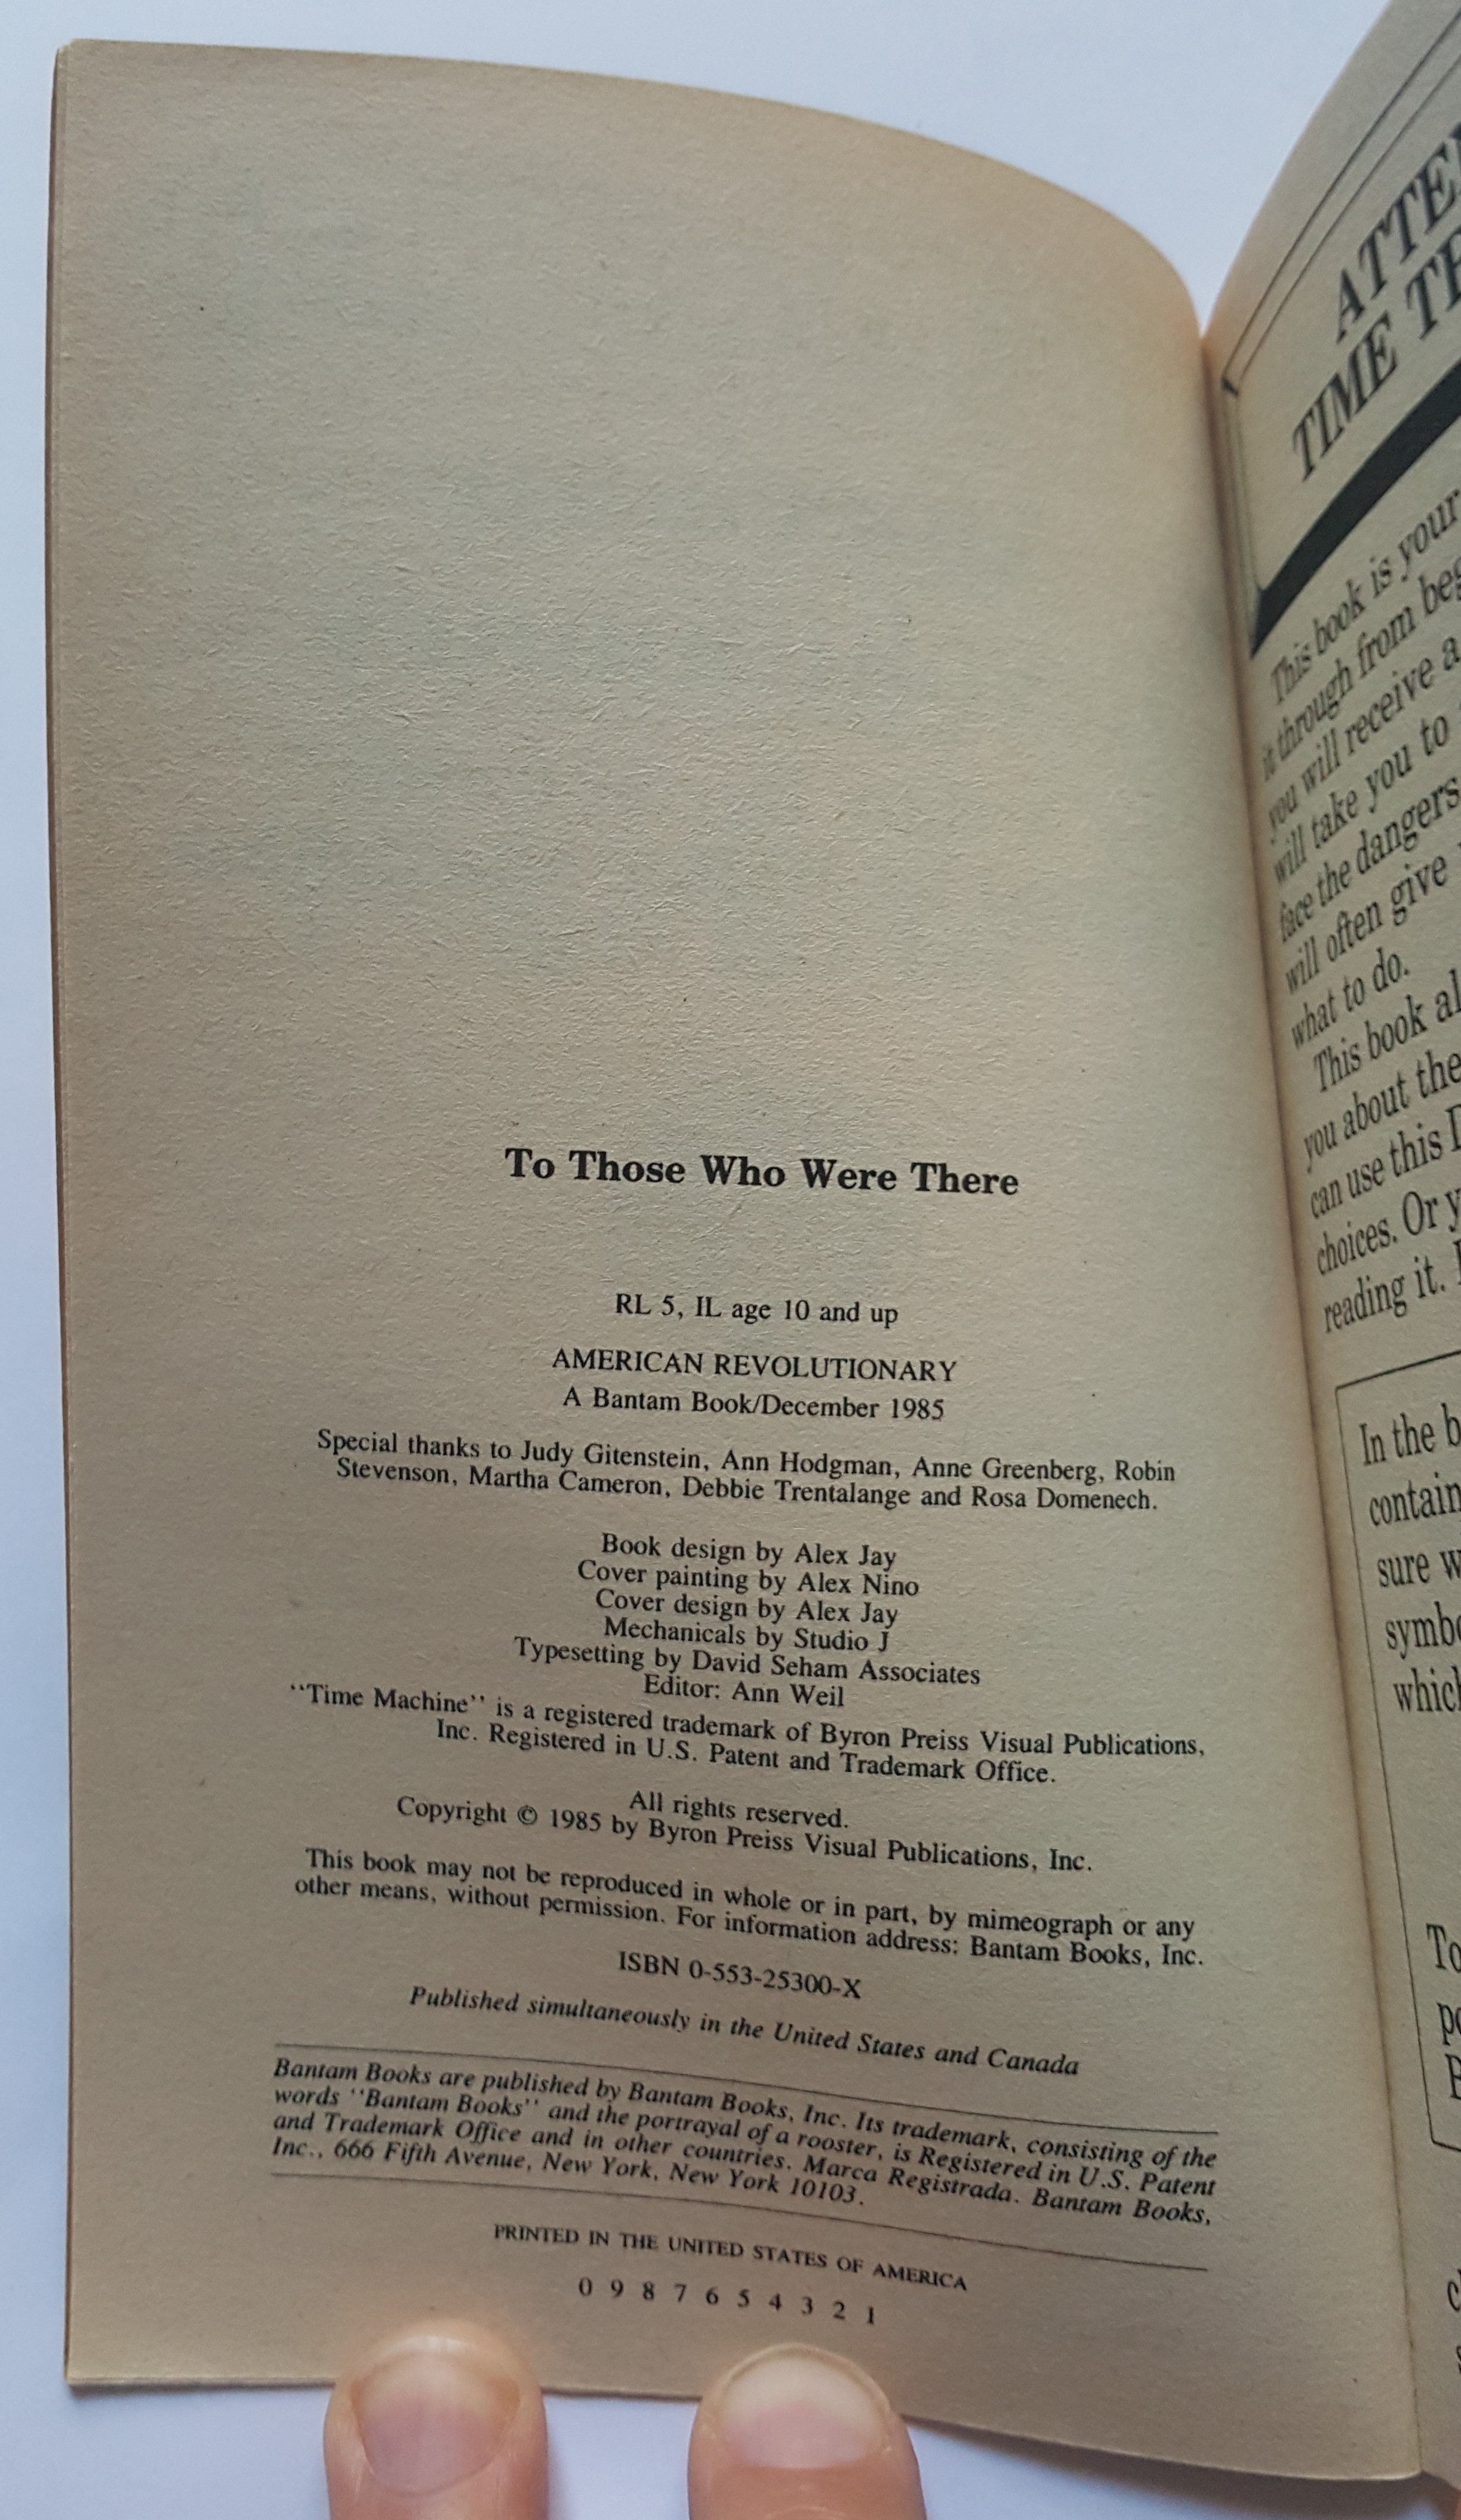 To Those Who Were There
RL 5, IL age 10 and up
AMERICAN REVOLUTIONARY
A Bantam Book/December 1985
Special thanks to Judy Gitenstein, Ann Hodgman, Anne Greenberg, Robin
Stevenson, Martha Cameron, Debbie Trentalange and Rosa Domenech.
Book design by Alex Jay
Cover painting by Alex Nino
Cover design by Alex Jay
Mechanicals by Studio J
Typesetting by David Seham Associates
Editor: Ann Weil
"Time Machine" is a registered trademark of Byron Preiss Visual Publications,
Inc. Registered in U.S. Patent and Trademark Office.
All rights reserved.
Copyright © 1985 by Byron Preiss Visual Publications, Inc.
This book may not be reproduced in whole or in part, by mimeograph or any
other means, without permission. For information address: Bantam Books, Inc.
ISBN 0-553-25300-X
Published simultaneously in the United States and Canada
Bantam Books are published by Bantam Books, Inc. Its trademark, consisting of the
words "Bantam Books" and the portrayal of a rooster, is Registered in U.S. Patent
and Trademark Office and in other countries. Marca Registrada. Bantam Books,
Inc., 666 Fifth Avenue, New York, New York 10103.
PRINTED IN THE UNITED STATES OF AMERICA
0 9 8 7 6 5 4 3 2 1
TIME
This book is your
it through from
you will receive a
will take you to
face the dangers
will often give
what to do.
This book
you about the
can use this
choices. Or
reading it.
In the
contain
sure
which
To